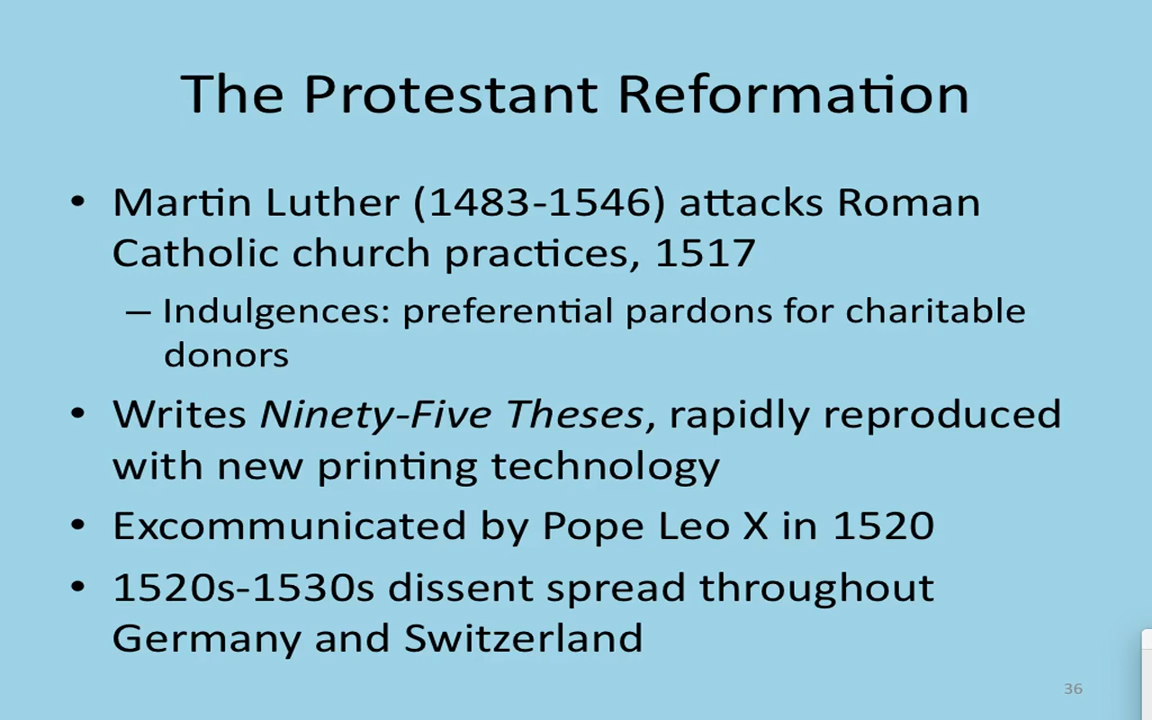 The Protestant Reformation
• Martin Luther (1483-1546) attacks Roman
Catholic church practices, 1517
– Indulgences: preferential pardons for charitable
donors
• Writes Ninety-Five Theses, rapidly reproduced
with new printing technology
• Excommunicated by Pope Leo X in 1520
• 1520s-1530s dissent spread throughout
Germany and Switzerland
36